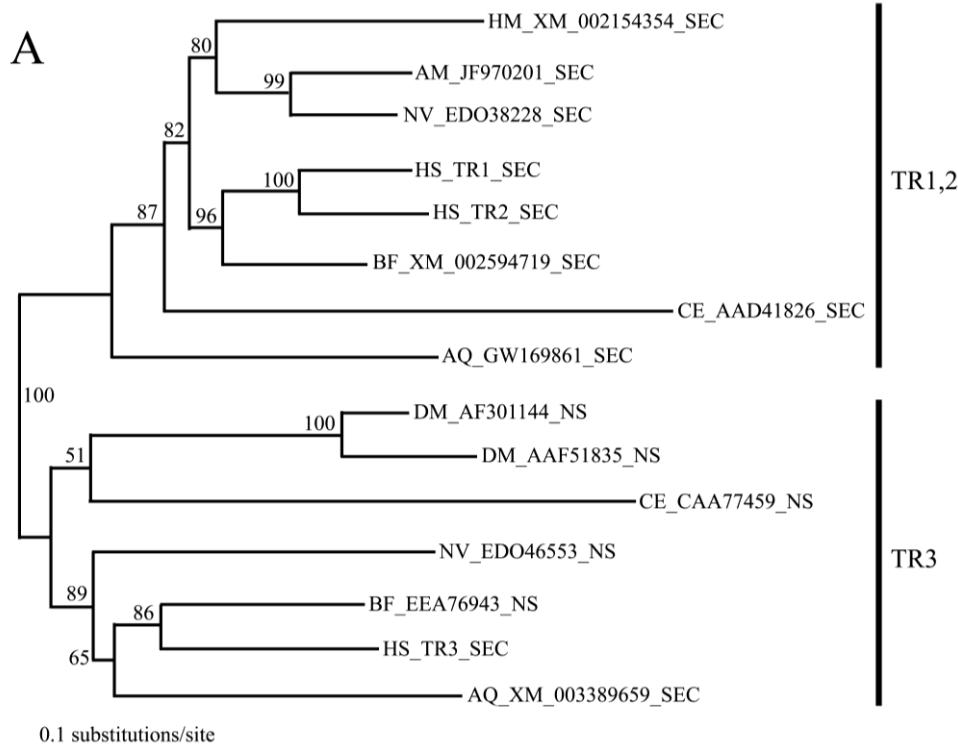 A
80
HM_XM_002154354_SEC
99
AM_JF970201_SEC
NV_EDO38228_SEC
82
100
HS_TR1_SEC
HS_TR2_SEC
96
BF_XM_002594719_SEC
87
CE_AAD41826_SEC
AQ_GW169861_SEC
TR1,2
100
100
DM_AF301144_NS
DM_AAF51835_NS
51
CE_CAA77459_NS
NV_EDO46553_NS
89
86
BF_EEA76943_NS
HS_TR3_SEC
65
AQ_XM_003389659_SEC
TR3
0.1 substitutions/site